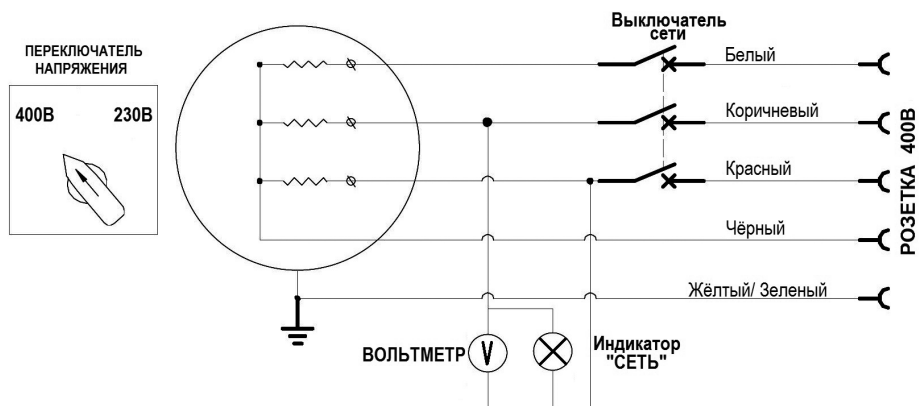 ПЕРЕКЛЮЧАТЕЛЬ
НАПРЯЖЕНИЯ
400В 230В
Выключатель
сети
Белый
Коричневый
Красный
Чёрный
Жёлтый/ Зеленый
РОЗЕТКА 400В
ВОЛЬТМЕТР
V
Индикатор
"СЕТЬ"